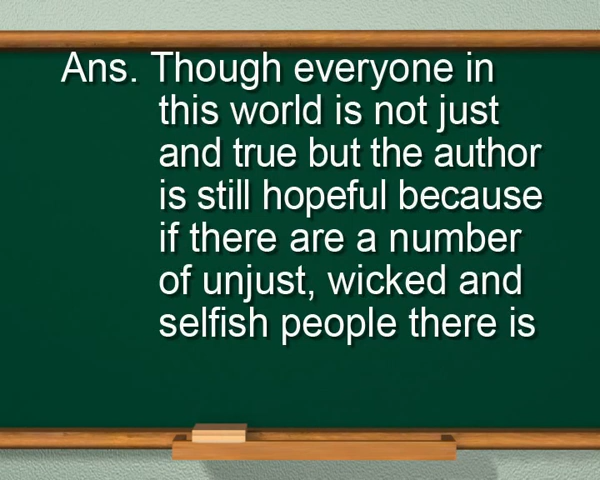 Ans. Though everyone in
this world is not just
and true but the author
is still hopeful because
if there are a number
of unjust, wicked and
selfish people there is